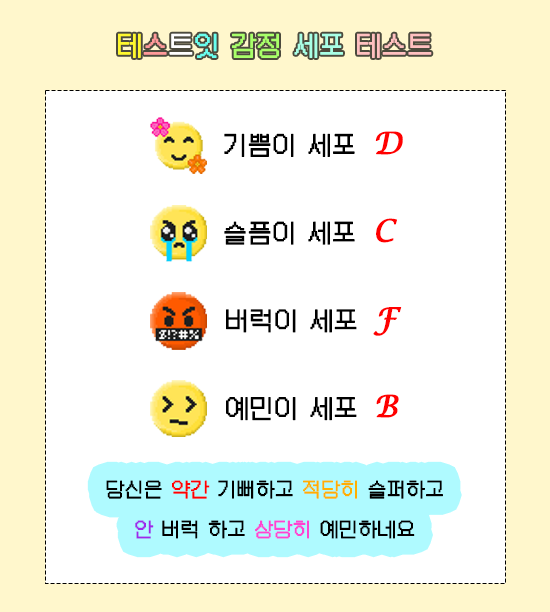 테스트잇 감정 세포 테스트
기쁨이 세포 D
슬픔이 세포 C
버럭이 세포 F
$!?#%
예민이 세포 B
당신은 약간 기뻐하고 적당히 슬퍼하고
안 버럭 하고 상당히 예민하네요